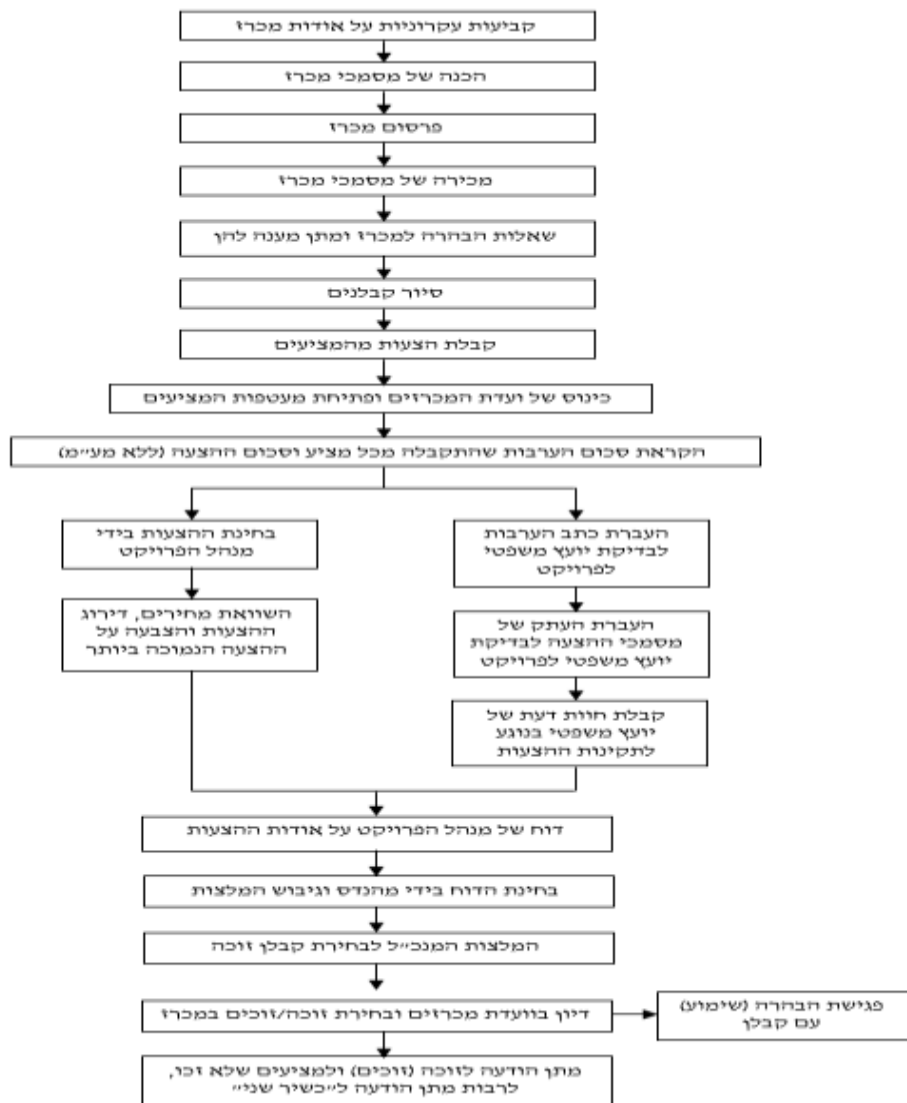 קביעות עקרוניות על אודות מכרז
הכנה של מסמכי מכרז
פרסום מכרז
מכירה של מסמכי מכרז
שאלות הבהרה למכרז ומתן מענה להן
סיור קבלנים
קבלת הצעות מהמציעים
כינוס של ועדת המכרזים ופתיחת מעטפות המציעים
הקראת סכום הערבות שהתקבלה מכל מציע וסכום ההצעה (ללא מע״מ)
העברת כתב הערבות
לבדיקת יועץ משפטי
לפרויקט
העברת העתק של
מסמכי ההצעה לבדיקת
יועץ משפטי לפרויקט
קבלת חוות דעת של
יועץ משפטי בנוגע
לתקינות ההצעות
בחינת ההצעות בידי
מנהל הפרויקט
השוואת מחירים, דירוג
ההצעות והצבעה על
ההצעה הנמוכה ביותר
דוח של מנהל הפרויקט על אודות ההצעות
בחינת הדוח בידי מהנדס וגיבוש המלצות
המלצות המנכ״ל לבחירת קבלן זוכה
דיון בוועדת מכרזים ובחירת זוכה/זוכים במכרז
פגישת הבהרה (שימוע)
עם קבלן
מתן הודעה לזוכה (זוכים) ולמציעים שלא זכו,
לרבות מתן הודעה ל״כשיר שני״